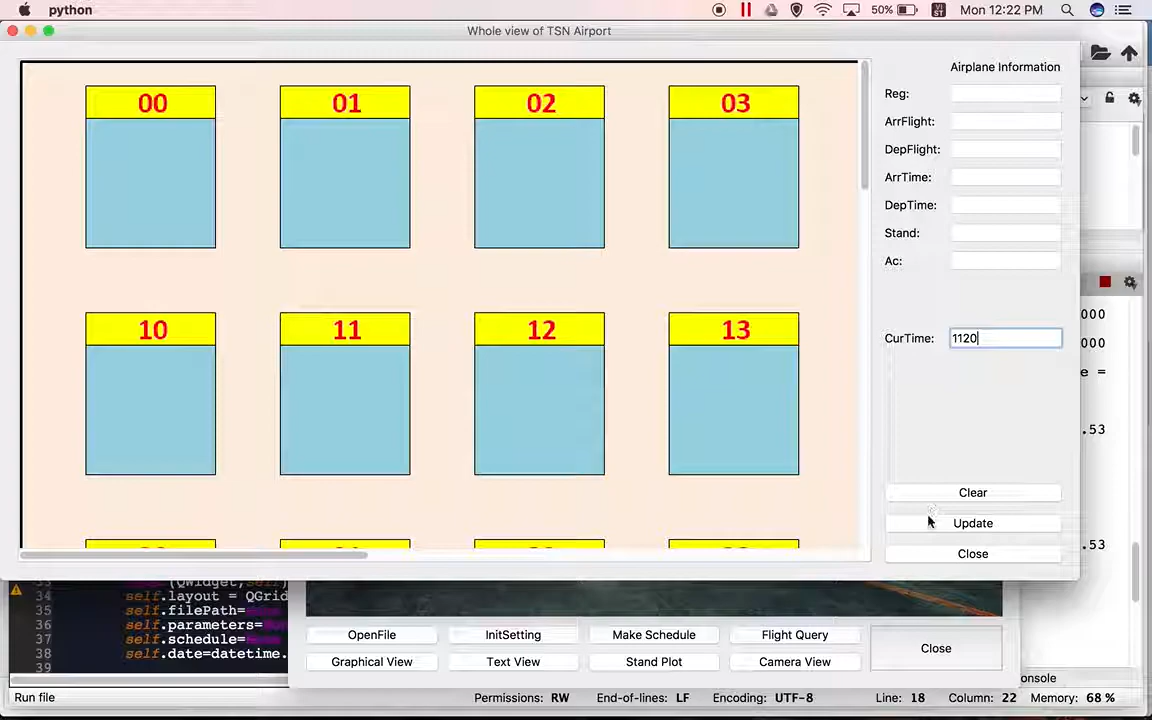 python
50%
VI
ST
Mon 12:22 PM
Whole view of TSN Airport
00 01 02 03
10 11 12 13
Airplane Information
Reg:
ArrFlight:
DepFlight:
ArrTime:
DepTime:
Stand:
Ac:
CurTime: 1120
Clear
Update
Close
000
000
e =
.53
.53
(QWidget,self)
34 self.layout = QGrid
35 self.filePath=
36 self.parameters=
37 self.schedule=
38 self.date=datetime.
39
OpenFile InitSetting Make Schedule Flight Query
Graphical View Text View Stand Plot Camera View
Close
onsole
Run file Permissions: RW End-of-lines: LF Encoding: UTF-8 Line: 18 Column: 22 Memory: 68 %